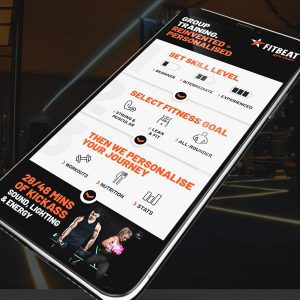 GROUP
TRAINING.
REINVENTED +
PERSONALISED
FITBEAT
SET SKILL LEVEL
BEGINNER
INTERMEDIATE
EXPERIENCED
SELECT FITNESS GOAL
STRONG &
MUSCULAR
LEAN
& FIT
ALL-ROUNDER
THEN WE PERSONALISE
YOUR JOURNEY
WORKOUTS
NUTRITION
STATS
28/48 MINS
OF KICKASS
SOUND, LIGHTING
& ENERGY